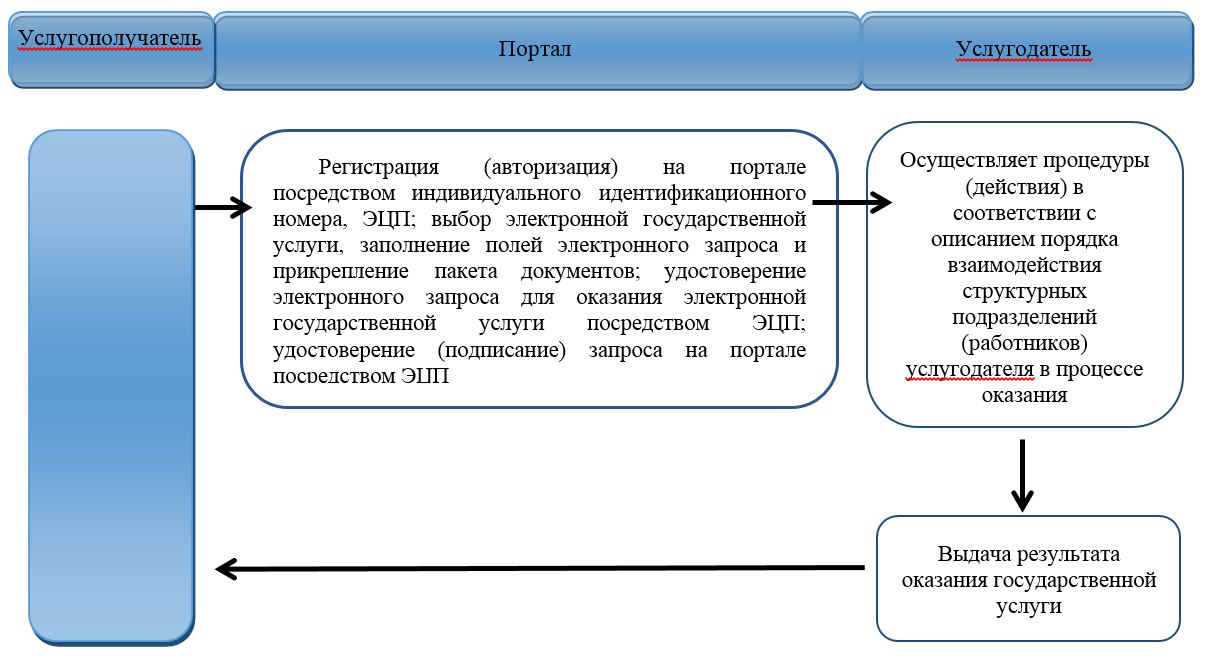 Услугополучатель
Портал
Услугодатель
Регистрация (авторизация) на портале
посредством индивидуального идентификационного
номера, ЭЦП; выбор электронной государственной
услуги, заполнение полей электронного запроса и
прикрепление пакета документов; удостоверение
электронного запроса для оказания электронной
государственной услуги посредством ЭЦП;
удостоверение (подписание) запроса на портале
посредством ЭЦП
Осуществляет процедуры
(действия) в
соответствии с
описанием порядка
взаимодействия
структурных
подразделений
(работников)
услугодателя в процессе
оказания
Выдача результата
оказания государственной
услуги